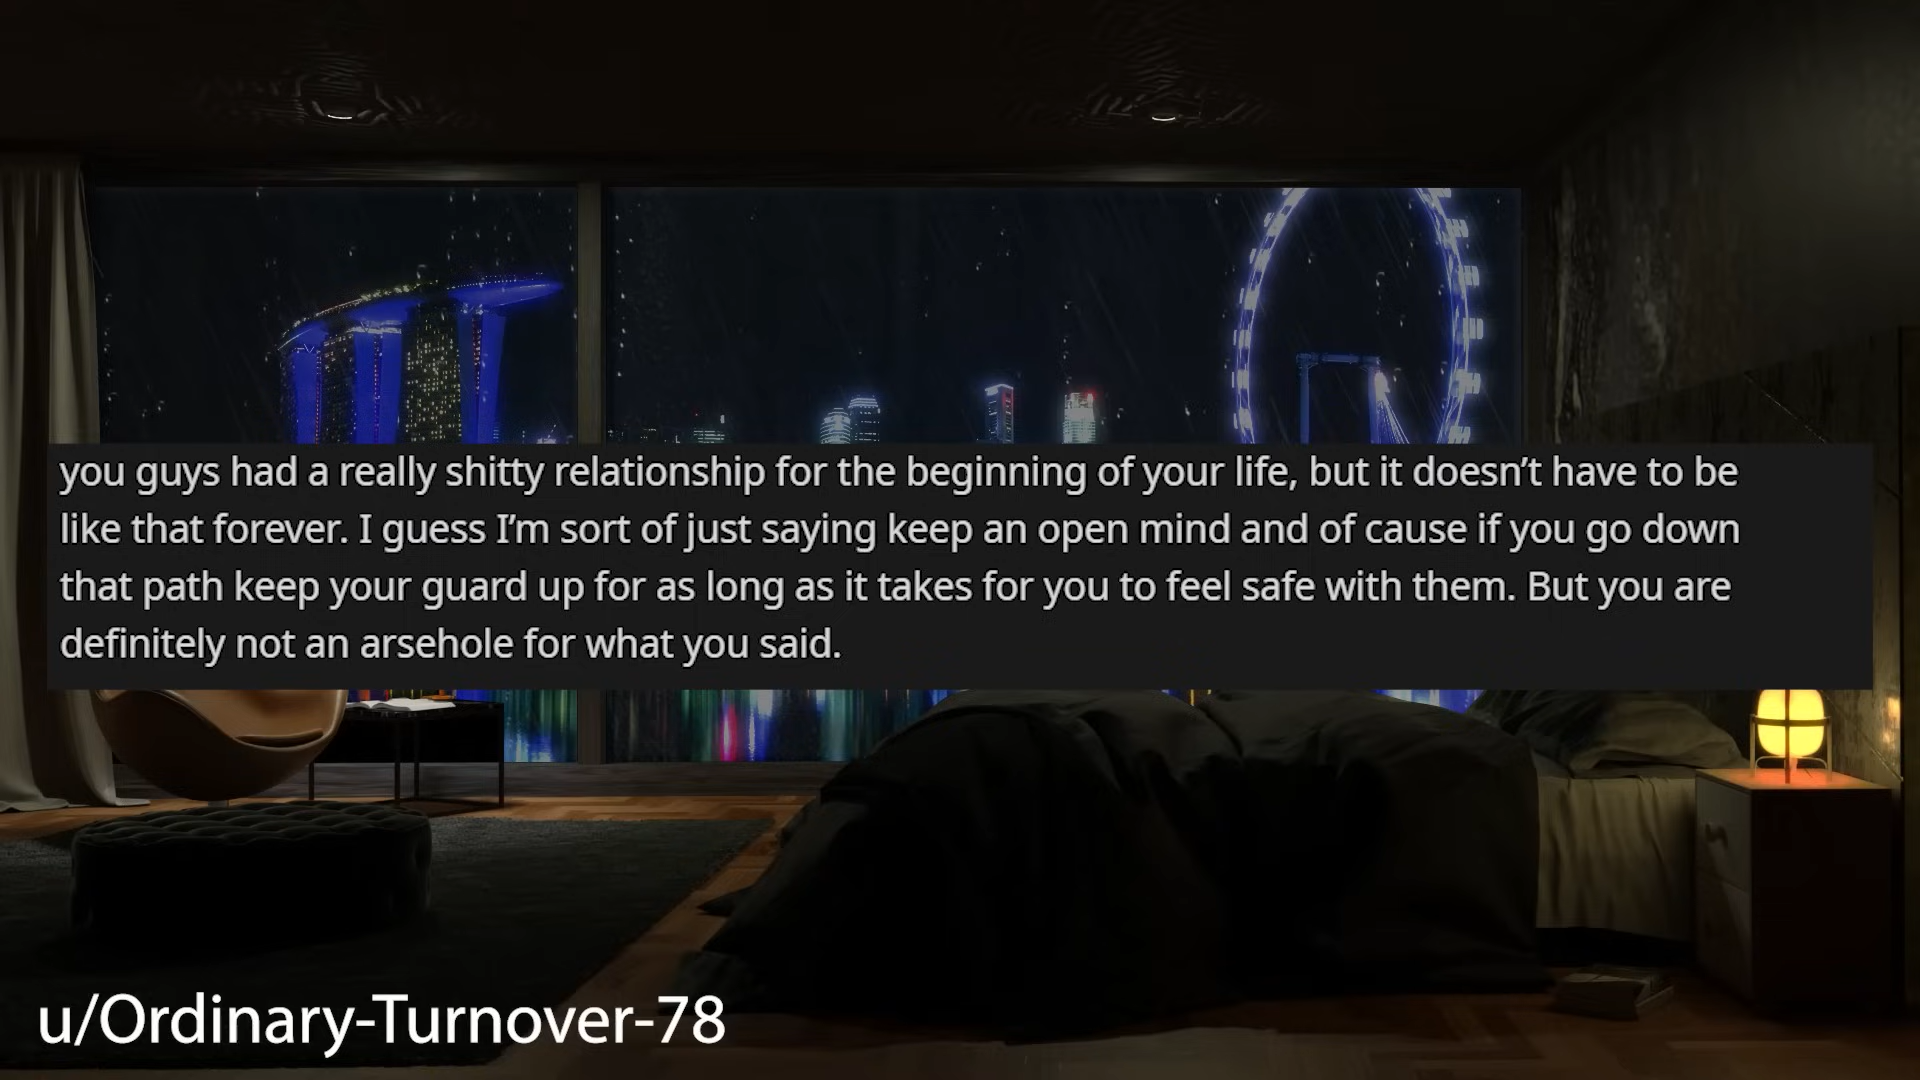 you guys had a really shitty relationship for the beginning of your life, but it doesn’t have to be
like that forever. I guess I’m sort of just saying keep an open mind and of cause if you go down
that path keep your guard up for as long as it takes for you to feel safe with them. But you are
definitely not an arsehole for what you said.
u/Ordinary-Turnover-78